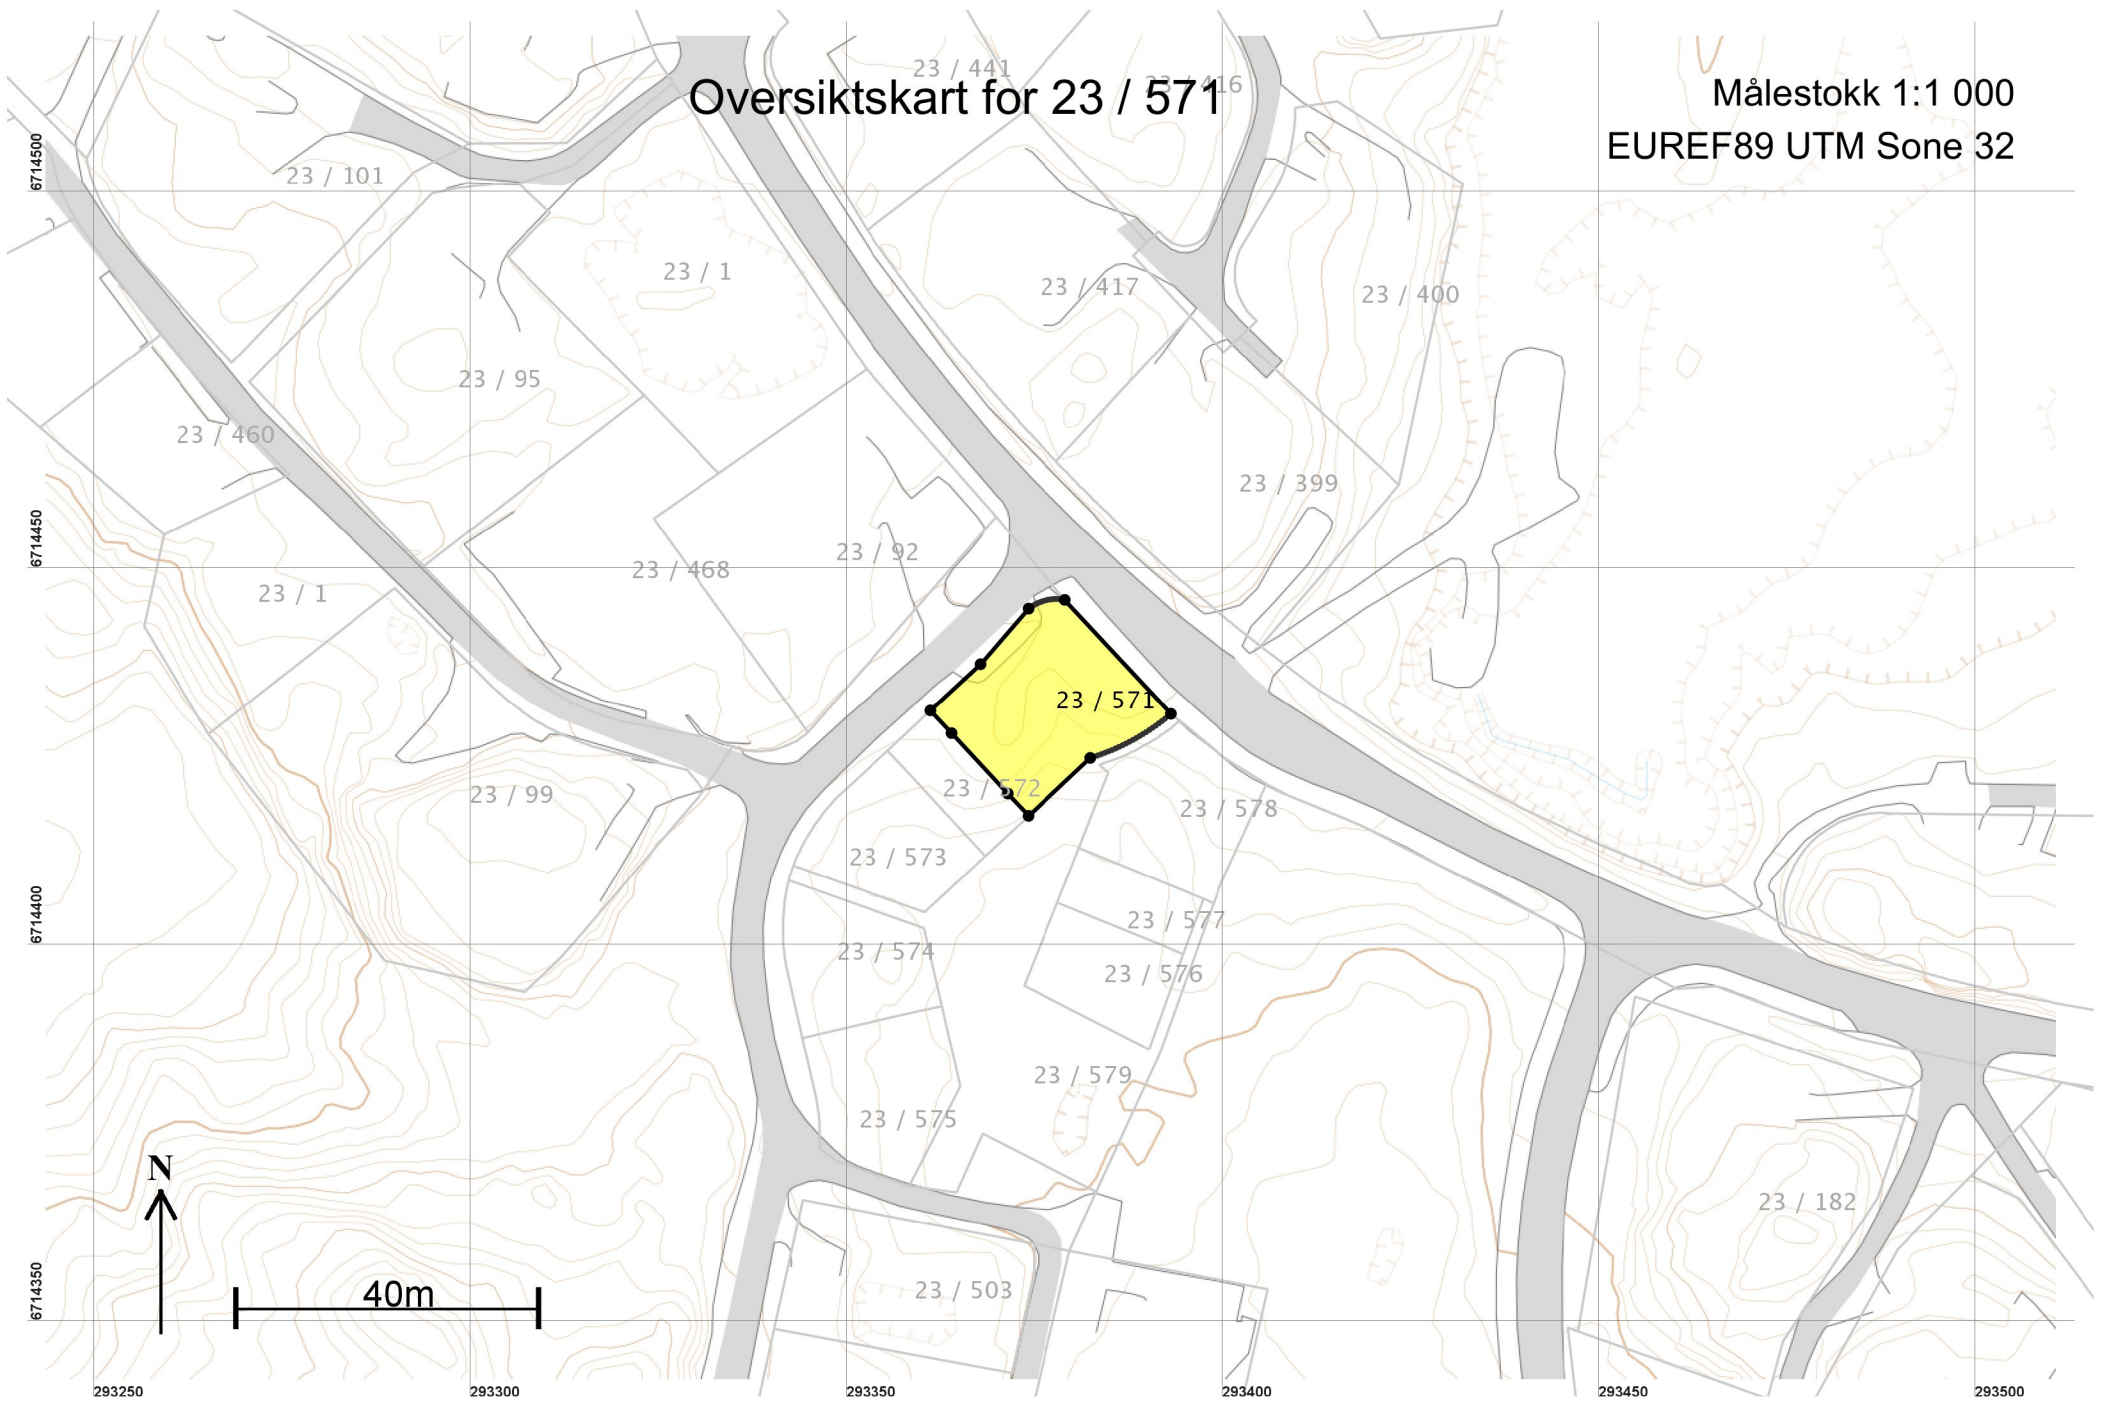 23 / 441
23 / 416
Oversiktskart for 23 / 571
Målestokk 1:1 000
EUREF89 UTM Sone 32
6714500
23 / 101
23 / 1
23 / 417
23 / 400
23 / 95
23 / 460
23 / 399
6714450
23 / 92
23 / 468
23 / 1
23 / 571
23 / 572
23 / 99
23 / 578
23 / 573
6714400
23 / 577
23 / 574
23 / 576
23 / 579
23 / 575
N
23 / 182
6714350
40m
23 / 503
293250
293300
293350
293400
293450
293500